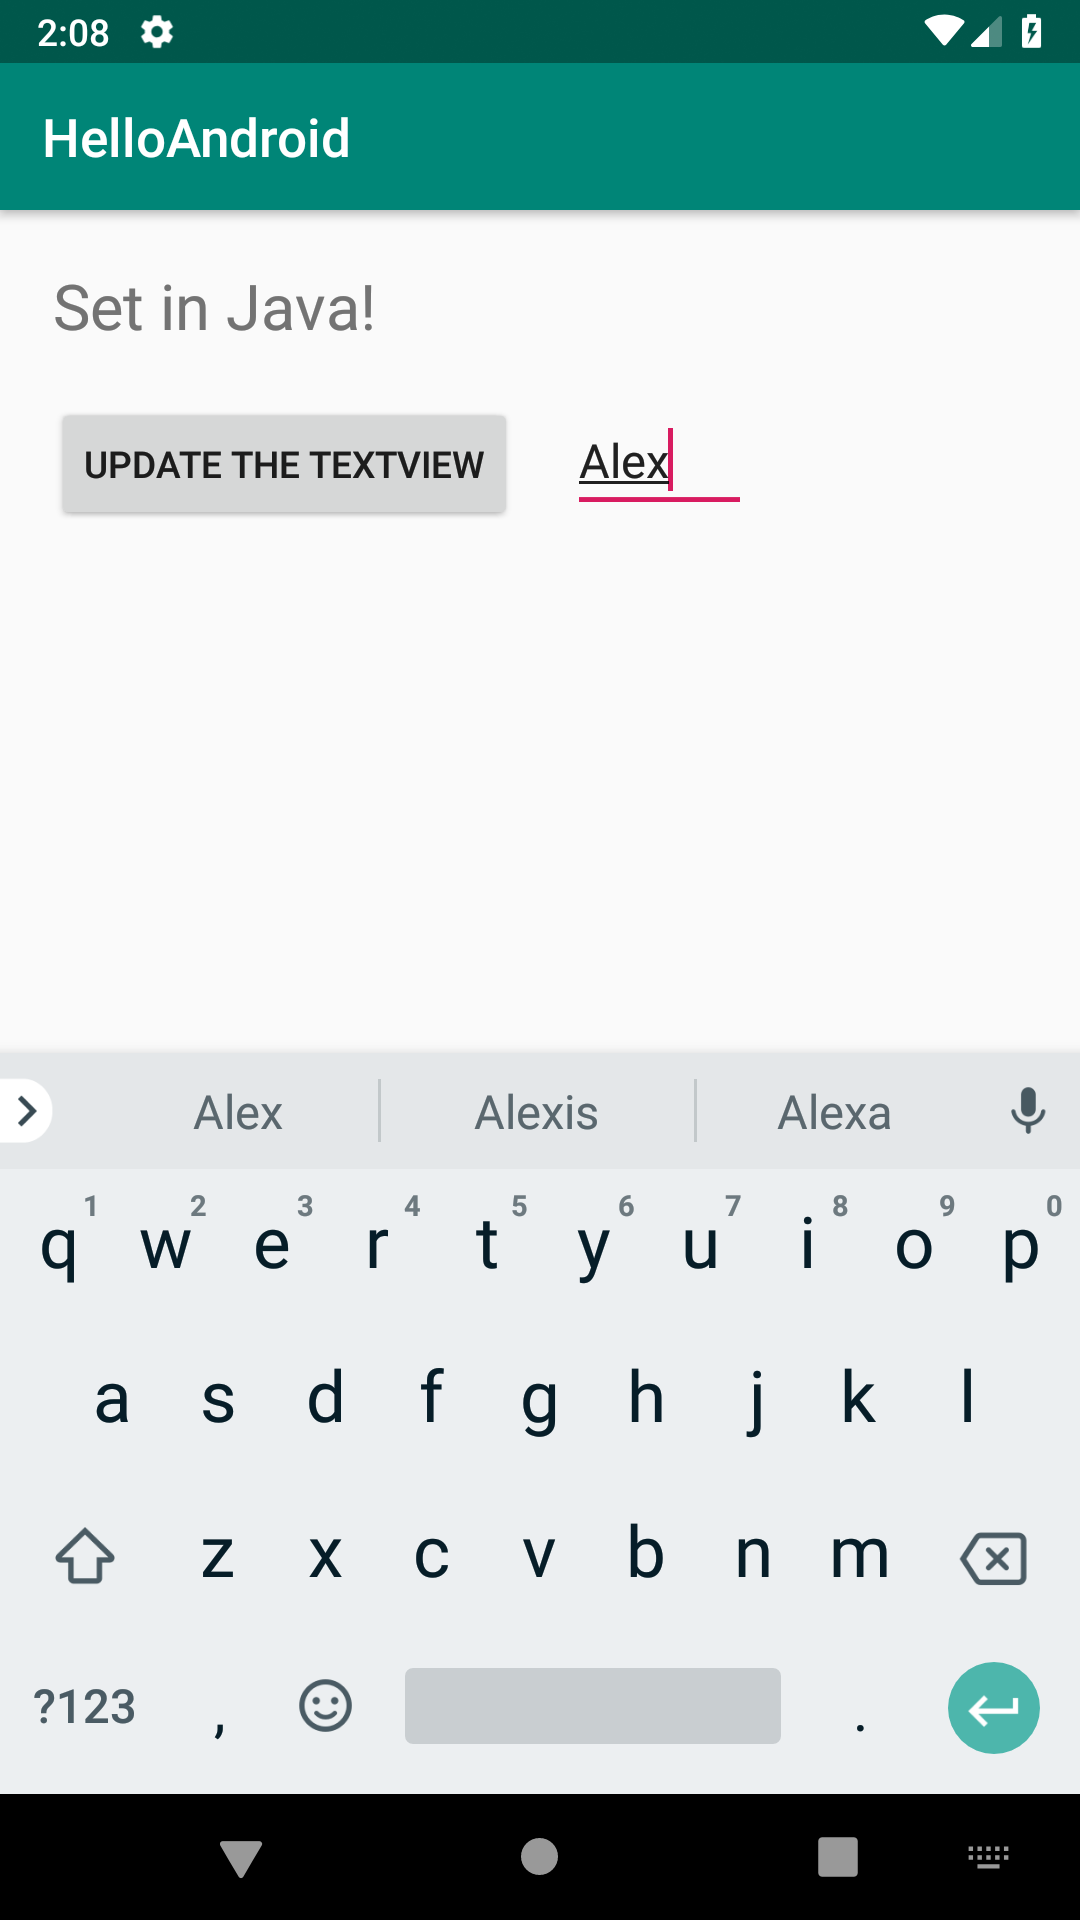 2:08
HelloAndroid
Set in Java!
UPDATE THE TEXTVIEW Alex
Alex Alexis Alexa
1 2 3 4 5 6 7 8 9 0
q w e r t y u i o p
a s d f g h j k l
z x c v b n m
?123 , .